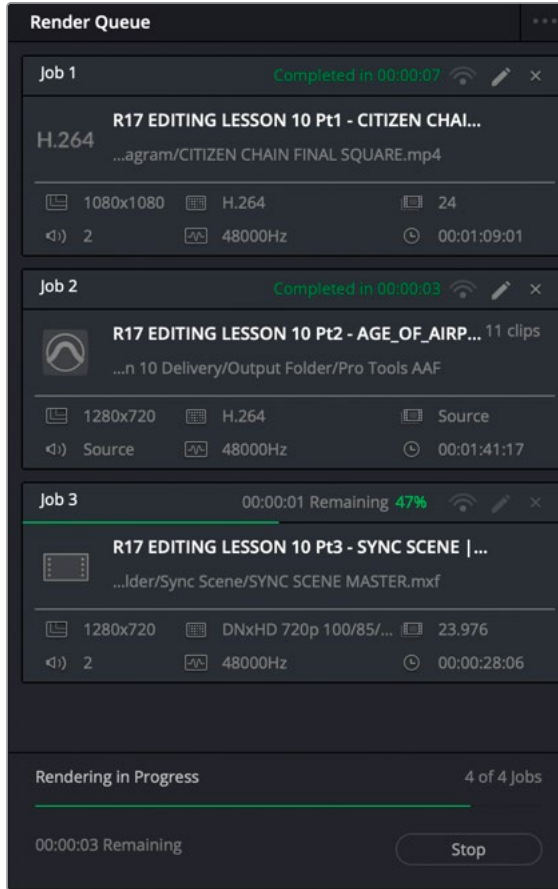 Render Queue
Job 1 Completed in 00:00:07
R17 EDITING LESSON 10 Pt1 - CITIZEN CHAI...
H.264
...agram/CITIZEN CHAIN FINAL SQUARE.mp4
1080x1080 H.264 24
2 48000Hz 00:01:09:01
Job 2 Completed in 00:00:03
R17 EDITING LESSON 10 Pt2 - AGE_OF_AIRP... 11 clips
...n 10 Delivery/Output Folder/Pro Tools AAF
1280x720 H.264 Source
Source 48000Hz 00:01:41:17
Job 3 00:00:01 Remaining 47%
R17 EDITING LESSON 10 Pt3 - SYNC SCENE |...
...lder/Sync Scene/SYNC SCENE MASTER.mxf
1280x720 DNxHD 720p 100/85/... 23.976
2 48000Hz 00:00:28:06
Rendering in Progress 4 of 4 Jobs
00:00:03 Remaining Stop